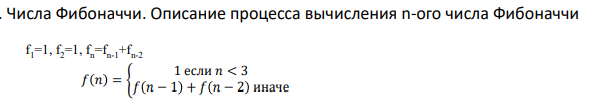 . Числа Фибоначчи. Описание процесса вычисления n-ого числа Фибоначчи
f₁=1, f₂=1, fₙ=fₙ₋₁+fₙ₋₂
f(n) = { 1 если n < 3
f(n − 1) + f(n − 2) иначе